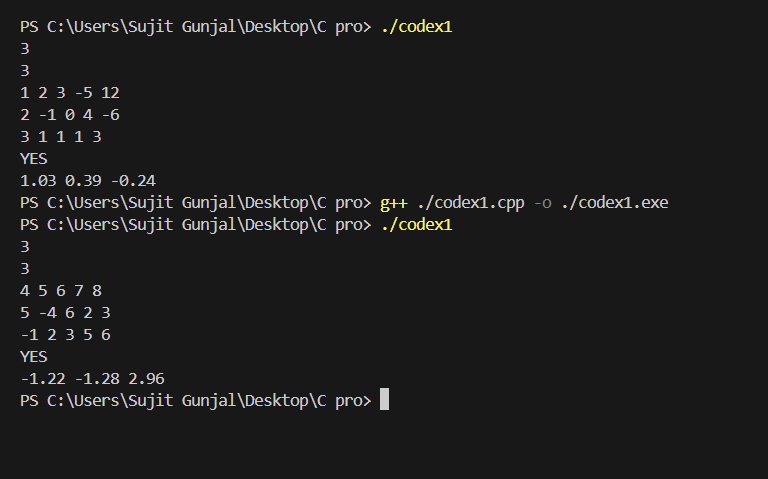 PS C:\Users\Sujit Gunjal\Desktop\C pro> ./codex1
3
3
1 2 3 -5 12
2 -1 0 4 -6
3 1 1 1 3
YES
1.03 0.39 -0.24
PS C:\Users\Sujit Gunjal\Desktop\C pro> g++ ./codex1.cpp -o ./codex1.exe
PS C:\Users\Sujit Gunjal\Desktop\C pro> ./codex1
3
3
4 5 6 7 8
5 -4 6 2 3
-1 2 3 5 6
YES
-1.22 -1.28 2.96
PS C:\Users\Sujit Gunjal\Desktop\C pro>